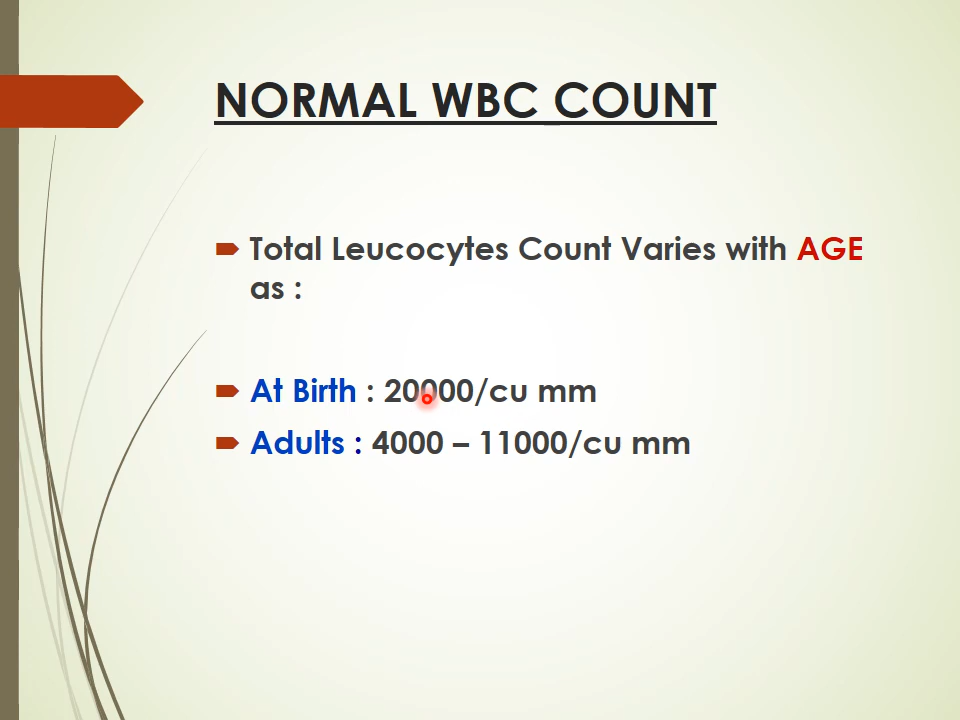 NORMAL WBC COUNT
Total Leucocytes Count Varies with AGE
as :
At Birth : 20000/cu mm
Adults : 4000 – 11000/cu mm